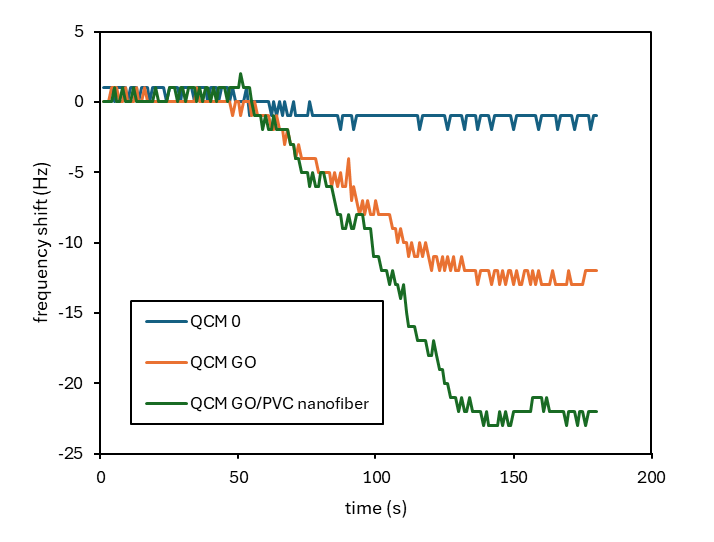 5
0
-5
-10
-15
-20
-25
frequency shift (Hz)
QCM 0
QCM GO
QCM GO/PVC nanofiber
0 50 100 150 200
time (s)